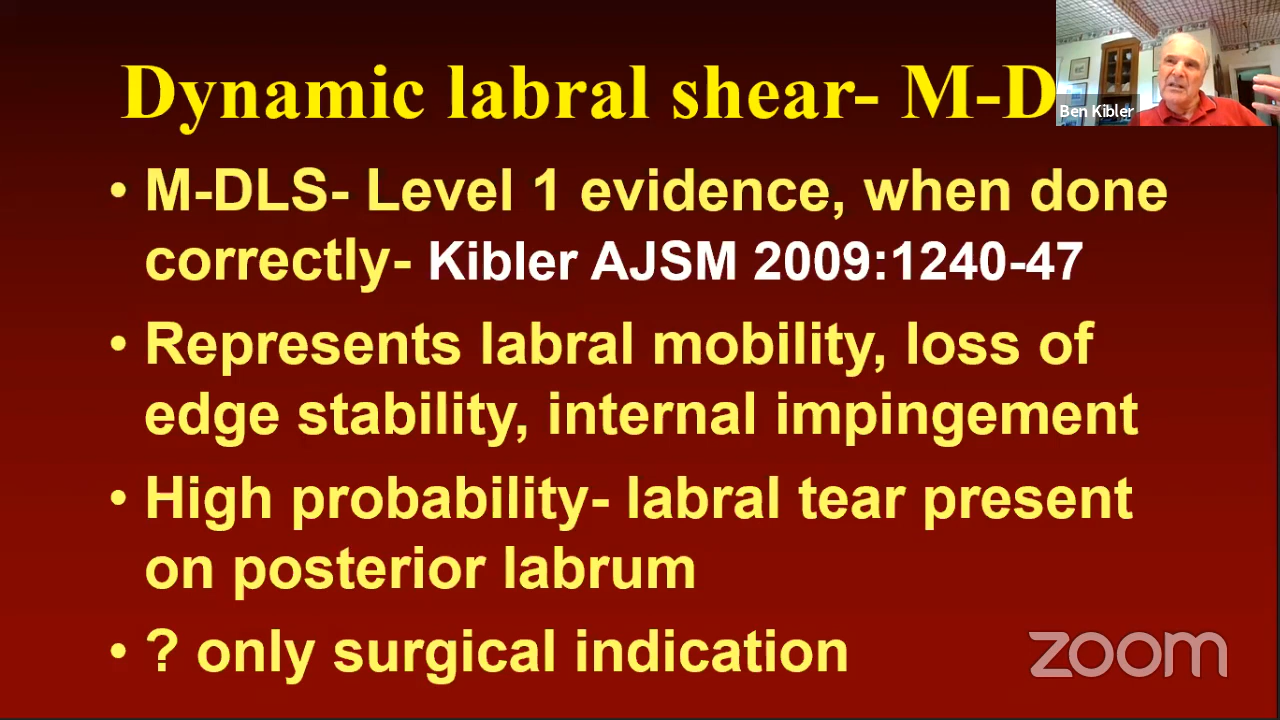 Dynamic labral shear- M-D
Ben Kibler
• M-DLS- Level 1 evidence, when done
correctly- Kibler AJSM 2009:1240-47
• Represents labral mobility, loss of
edge stability, internal impingement
• High probability- labral tear present
on posterior labrum
• ? only surgical indication
zoom